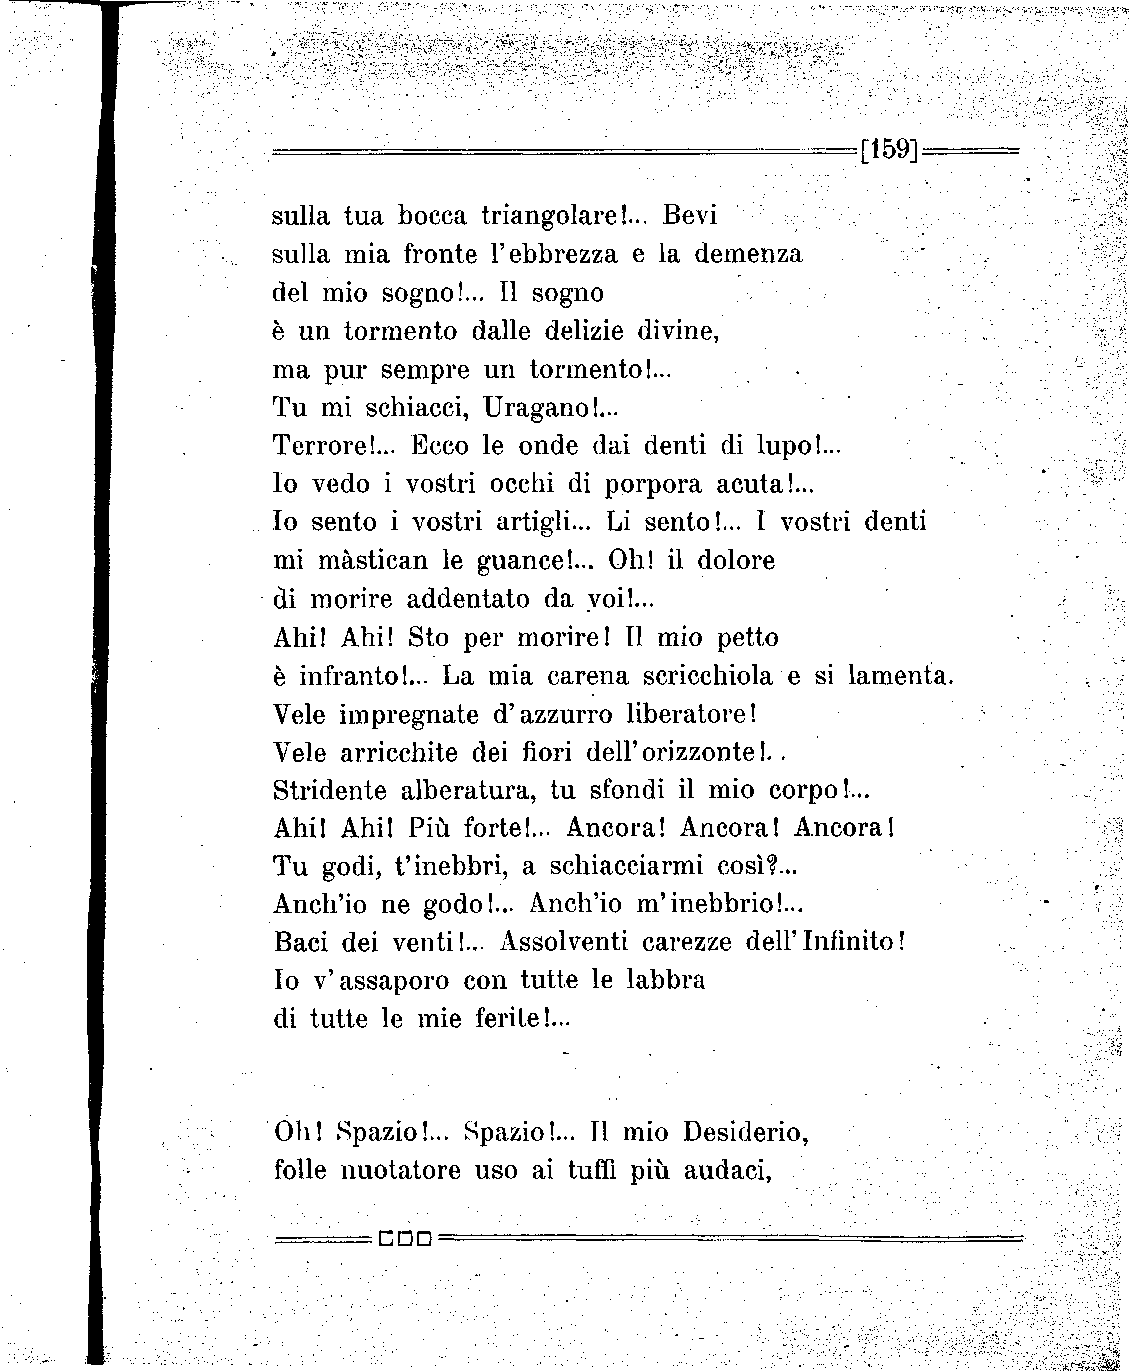 [159]
sulla tua bocca triangolare!... Bevi
sulla mia fronte l'ebbrezza e la demenza
del mio sogno!... Il sogno
è un tormento dalle delizie divine,
ma pur sempre un tormento!...
Tu mi schiacci, Uragano!...
Terrore!... Ecco le onde dai denti di lupo!...
Io vedo i vostri occhi di porpora acuta!...
Io sento i vostri artigli... Li sento!... I vostri denti
mi màstican le guance!... Oh! il dolore
di morire addentato da voi!...
Ahi! Ahi! Sto per morire! Il mio petto
è infranto!... La mia carena scricchiola e si lamenta.
Vele impregnate d'azzurro liberatore!
Vele arricchite dei fiori dell'orizzonte!. .
Stridente alberatura, tu sfondi il mio corpo!...
Ahi! Ahi! Più forte!... Ancora! Ancora! Ancora!
Tu godi, t'inebbri, a schiacciarmi così?...
Anch'io ne godo!... Anch'io m'inebbrio!...
Baci dei venti!... Assolventi carezze dell'Infinito!
Io v'assaporo con tutte le labbra
di tutte le mie ferite!...
Oh! Spazio!... Spazio!... Il mio Desiderio,
folle nuotatore uso ai tuffi più audaci,